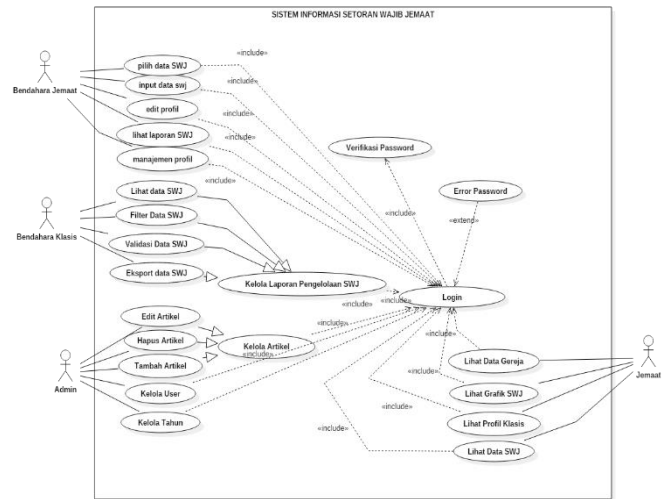 SISTEM INFORMASI SETORAN WAJIB JEMAAT
pilih data SWJ
«include»
input data swj
«include»
Bendahara Jemaat
edit profil
«include»
lihat laporan SWJ
«include»
Verifikasi Password
manajemen profil
«include»
Lihat data SWJ
Error Password
Bendahara Klasis
Filter Data SWJ
«include»
«extend»
Validasi Data SWJ
Eksport data SWJ
Kelola Laporan Pengelolaan SWJ
Login
«include»
«include»
Edit Artikel
«include»
«include»
Hapus Artikel
Kelola Artikel
«include»
Tambah Artikel
Lihat Data Gereja
Admin
«include»
Jemaat
Kelola User
Lihat Grafik SWJ
«include»
Kelola Tahun
Lihat Profil Klasis
«include»
Lihat Data SWJ